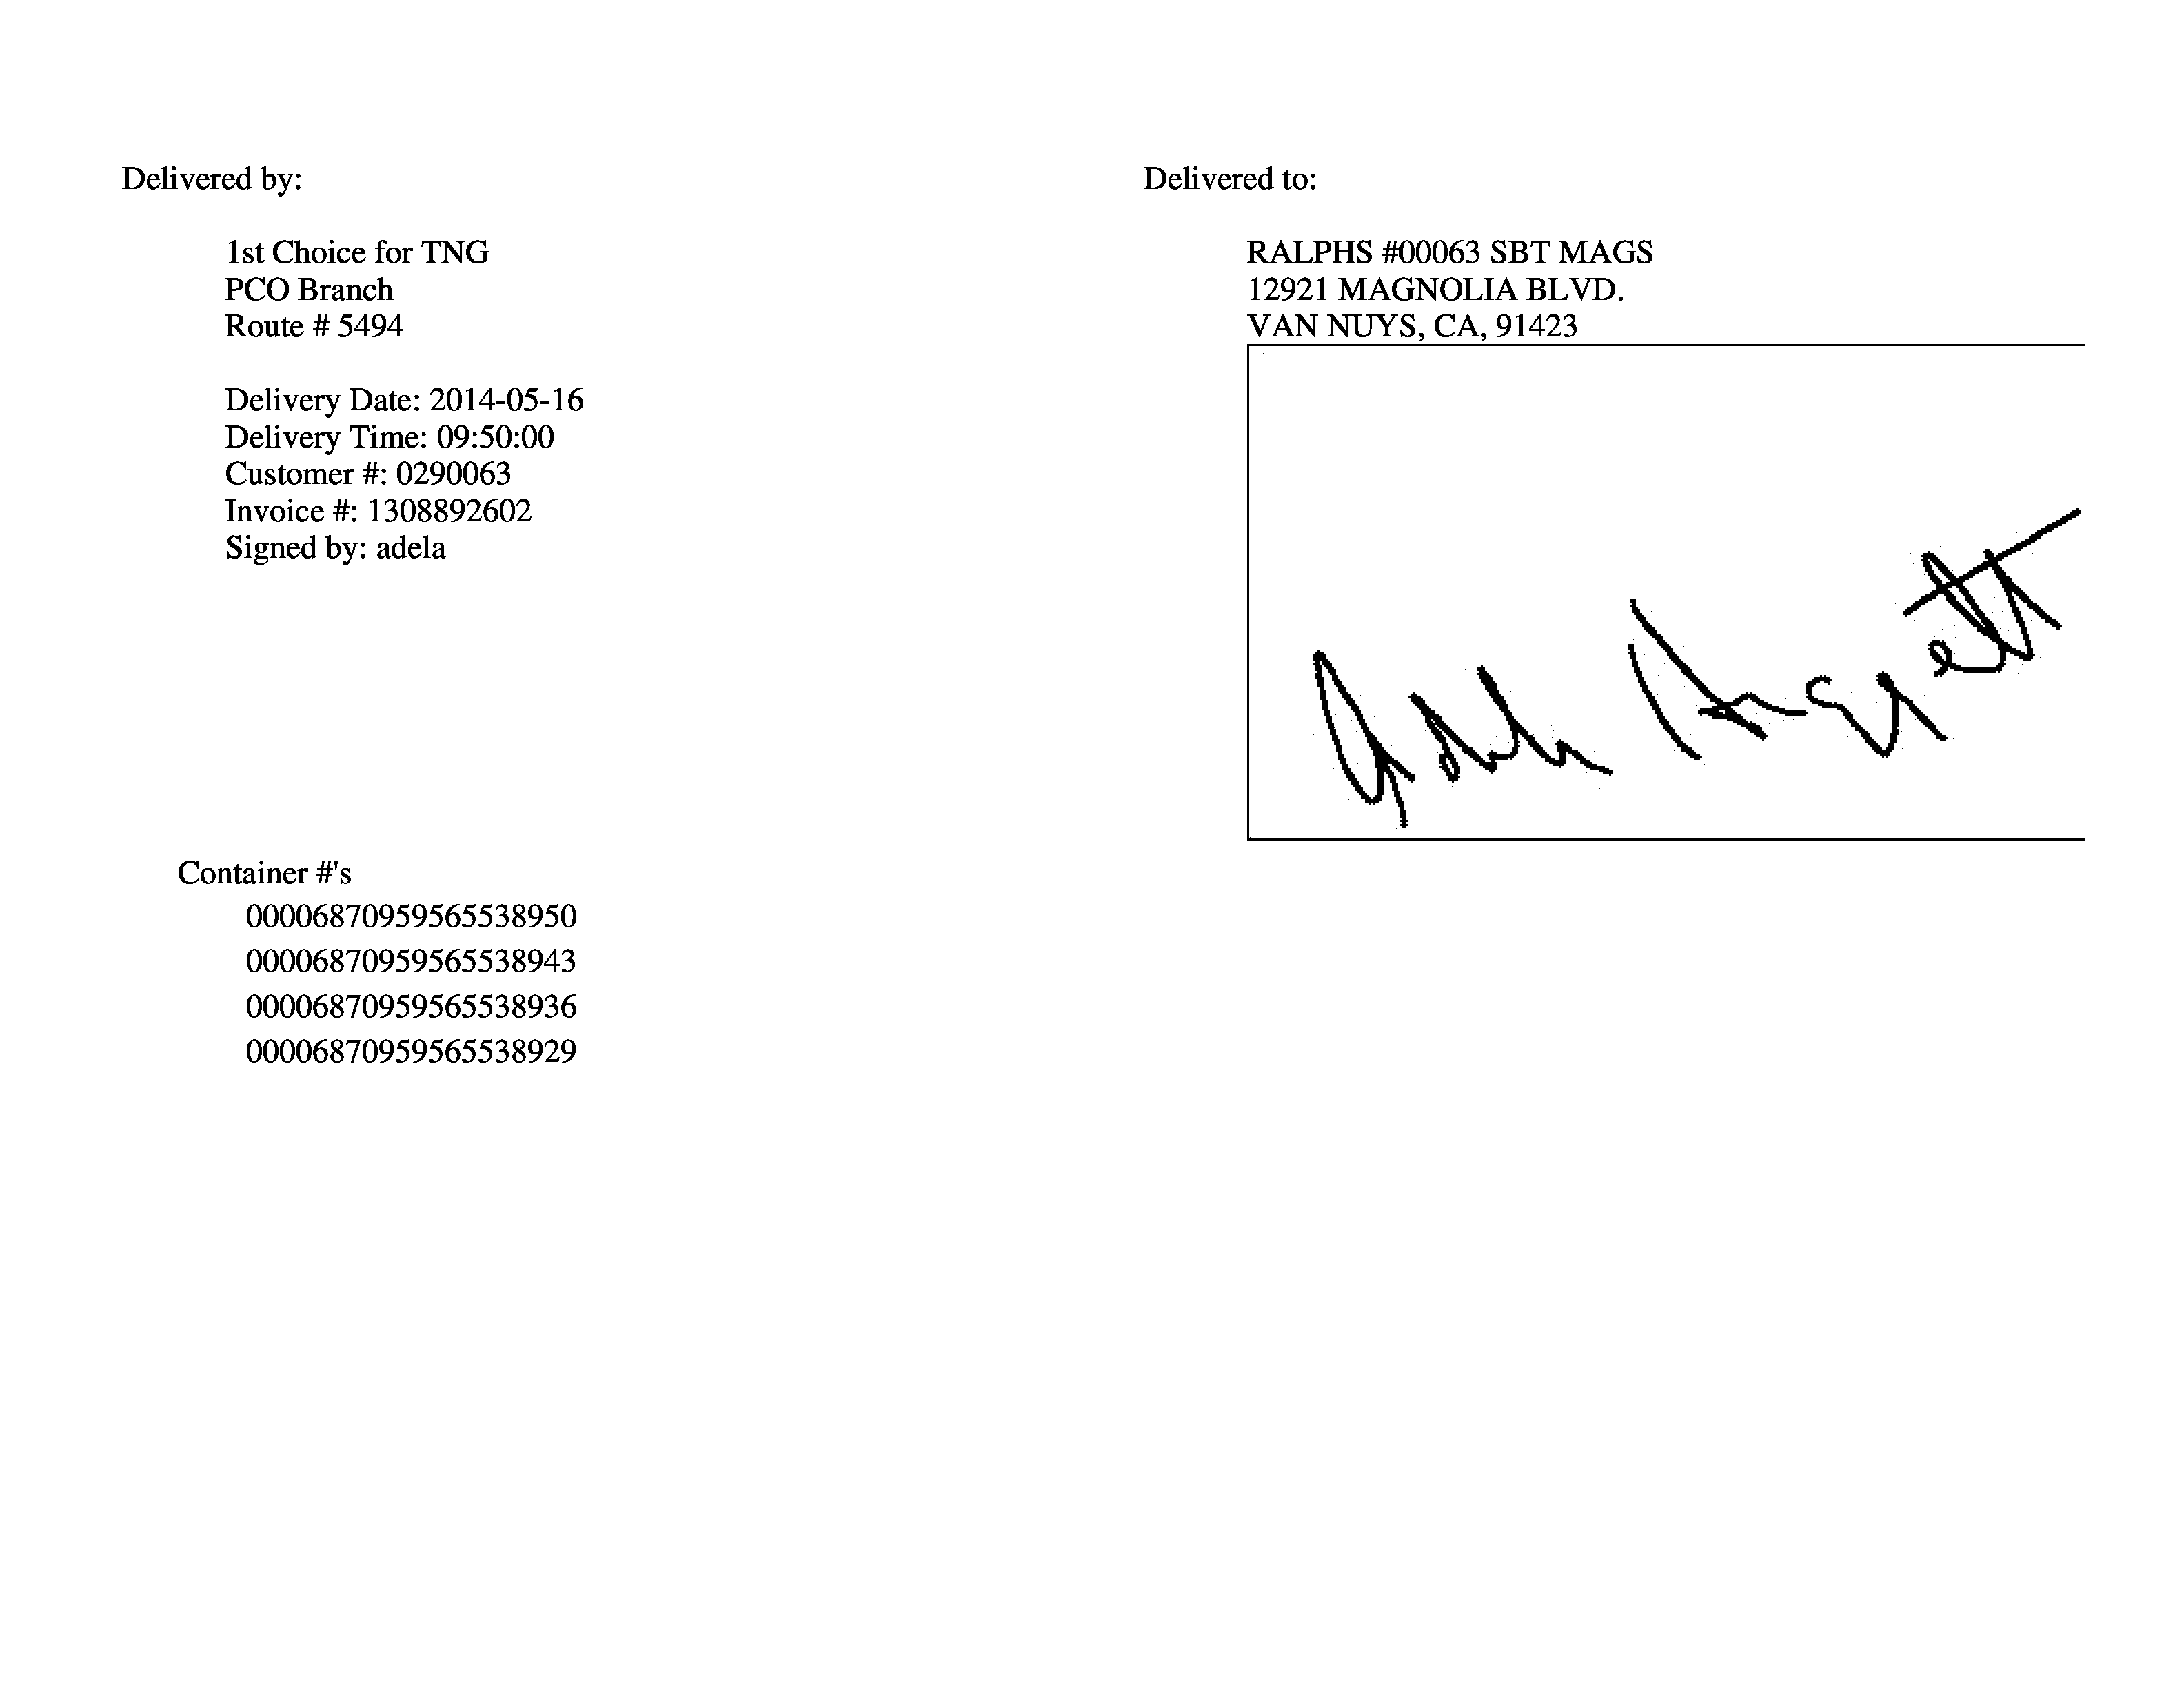 Delivered by:
1st Choice for TNG
PCO Branch
Route # 5494
Delivery Date: 2014-05-16
Delivery Time: 09:50:00
Customer #: 0290063
Invoice #: 1308892602
Signed by: adela
Delivered to:
RALPHS #00063 SBT MAGS
12921 MAGNOLIA BLVD.
VAN NUYS, CA, 91423
Adela
Container #'s
00006870959565538950
00006870959565538943
00006870959565538936
00006870959565538929